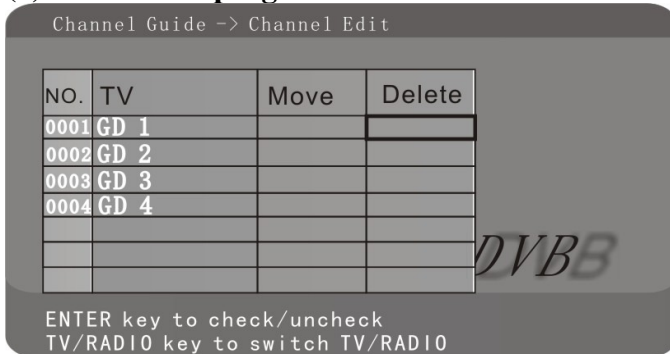 Channel Guide -> Channel Edit
NO. TV Move Delete
0001 GD 1
0002 GD 2
0003 GD 3
0004 GD 4
DVB
ENTER key to check/uncheck
TV/RADIO key to switch TV/RADIO